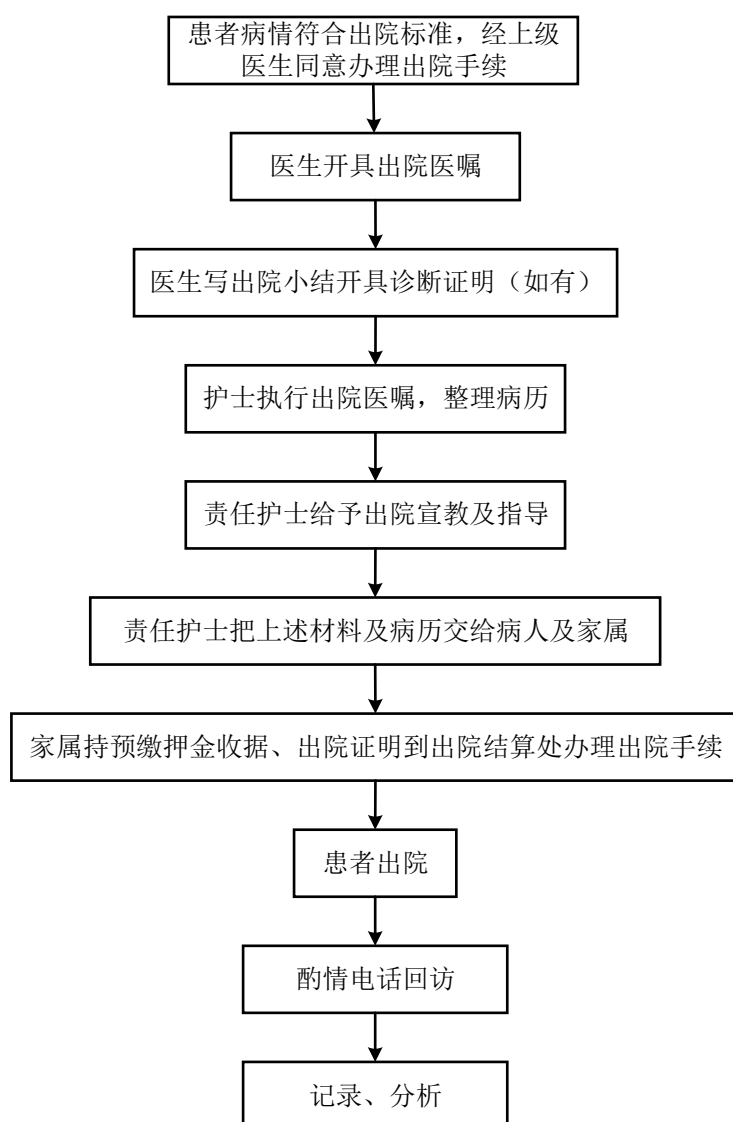 患者病情符合出院标准，经上级
医生同意办理出院手续
医生开具出院医嘱
医生写出院小结开具诊断证明（如有）
护士执行出院医嘱，整理病历
责任护士给予出院宣教及指导
责任护士把上述材料及病历交给病人及家属
家属持预缴押金收据、出院证明到出院结算处办理出院手续
患者出院
酌情电话回访
记录、分析